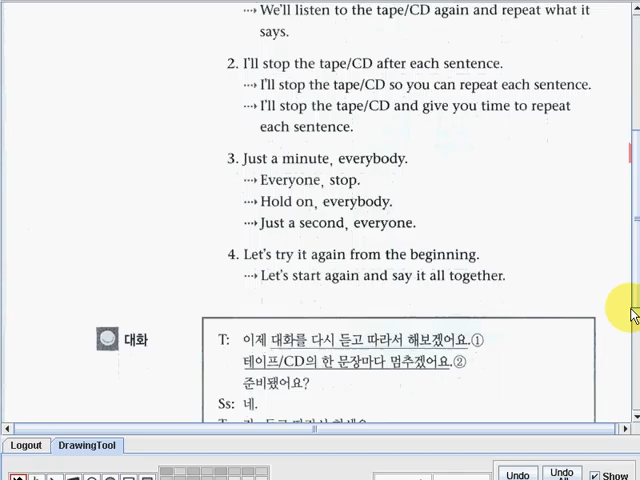 ⋯→ We'll listen to the tape/CD again and repeat what it
says.
2. I'll stop the tape/CD after each sentence.
⋯→ I'll stop the tape/CD so you can repeat each sentence.
⋯→ I'll stop the tape/CD and give you time to repeat
each sentence.
3. Just a minute, everybody.
⋯→ Everyone, stop.
⋯→ Hold on, everybody.
⋯→ Just a second, everyone.
4. Let's try it again from the beginning.
⋯→ Let's start again and say it all together.
대화
T: 이제 대화를 다시 듣고 따라서 해보겠어요.①
테이프/CD의 한 문장마다 멈추겠어요.②
준비됐어요?
Ss: 네.
Logout
DrawingTool
Undo
Undo
Show